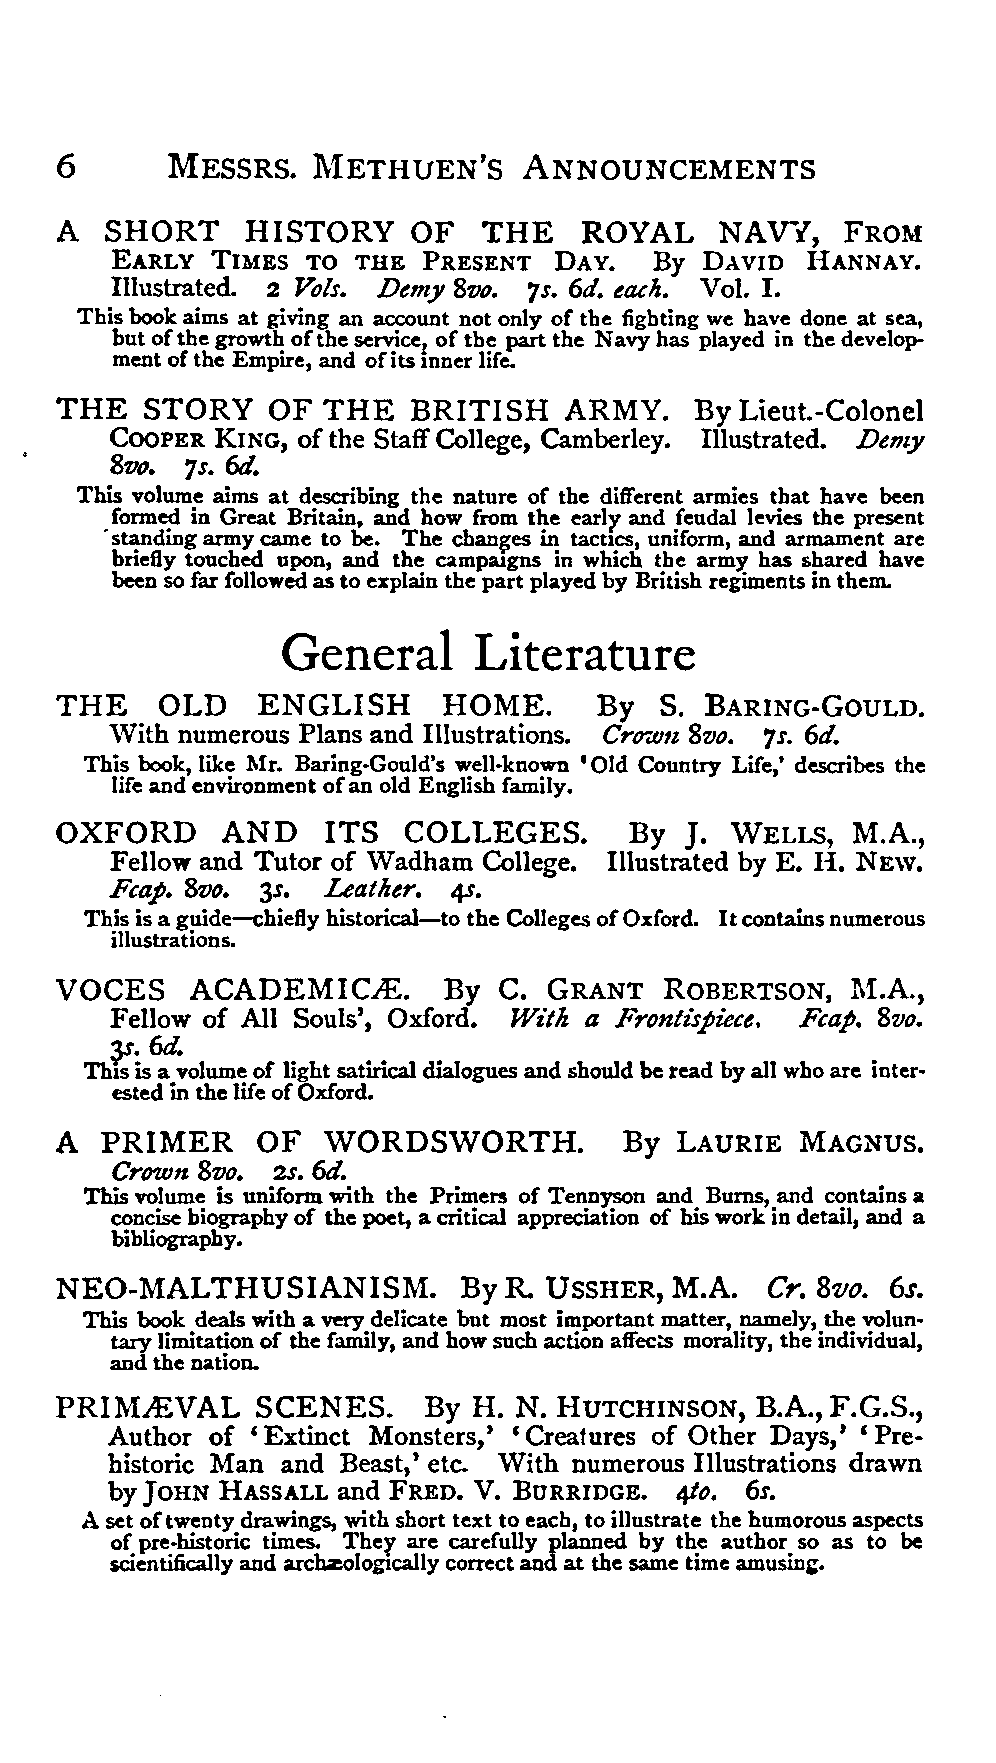 6 MESSRS. METHUEN'S ANNOUNCEMENTS
A SHORT HISTORY OF THE ROYAL NAVY, FROM
EARLY TIMES TO THE PRESENT DAY. By DAVID HANNAY.
Illustrated. 2 Vols. Demy 8vo. 7s. 6d. each. Vol. I.
This book aims at giving an account not only of the fighting we have done at sea,
but of the growth of the service, of the part the Navy has played in the develop-
ment of the Empire, and of its inner life.
THE STORY OF THE BRITISH ARMY. By Lieut.-Colonel
COOPER KING, of the Staff College, Camberley. Illustrated. Demy
8vo. 7s. 6d.
This volume aims at describing the nature of the different armies that have been
formed in Great Britain, and how from the early and feudal levies the present
standing army came to be. The changes in tactics, uniform, and armament are
briefly touched upon, and the campaigns in which the army has shared have
been so far followed as to explain the part played by British regiments in them.
General Literature
THE OLD ENGLISH HOME. By S. BARING-GOULD.
With numerous Plans and Illustrations. Crown 8vo. 7s. 6d.
This book, like Mr. Baring-Gould's well-known 'Old Country Life,' describes the
life and environment of an old English family.
OXFORD AND ITS COLLEGES. By J. WELLS, M.A.,
Fellow and Tutor of Wadham College. Illustrated by E. H. NEW.
Fcap. 8vo. 3s. Leather. 4s.
This is a guide—chiefly historical—to the Colleges of Oxford. It contains numerous
illustrations.
VOCES ACADEMICÆ. By C. GRANT ROBERTSON, M.A.,
Fellow of All Souls', Oxford. With a Frontispiece. Fcap. 8vo.
3s. 6d.
This is a volume of light satirical dialogues and should be read by all who are inter-
ested in the life of Oxford.
A PRIMER OF WORDSWORTH. By LAURIE MAGNUS.
Crown 8vo. 2s. 6d.
This volume is uniform with the Primers of Tennyson and Burns, and contains a
concise biography of the poet, a critical appreciation of his work in detail, and a
bibliography.
NEO-MALTHUSIANISM. By R. USSHER, M.A. Cr. 8vo. 6s.
This book deals with a very delicate but most important matter, namely, the volun-
tary limitation of the family, and how such action affects morality, the individual,
and the nation.
PRIMÆVAL SCENES. By H. N. HUTCHINSON, B.A., F.G.S.,
Author of 'Extinct Monsters,' 'Creatures of Other Days,' 'Pre-
historic Man and Beast,' etc. With numerous Illustrations drawn
by JOHN HASSALL and FRED. V. BURRIDGE. 4to. 6s.
A set of twenty drawings, with short text to each, to illustrate the humorous aspects
of pre-historic times. They are carefully planned by the author so as to be
scientifically and archæologically correct and at the same time amusing.